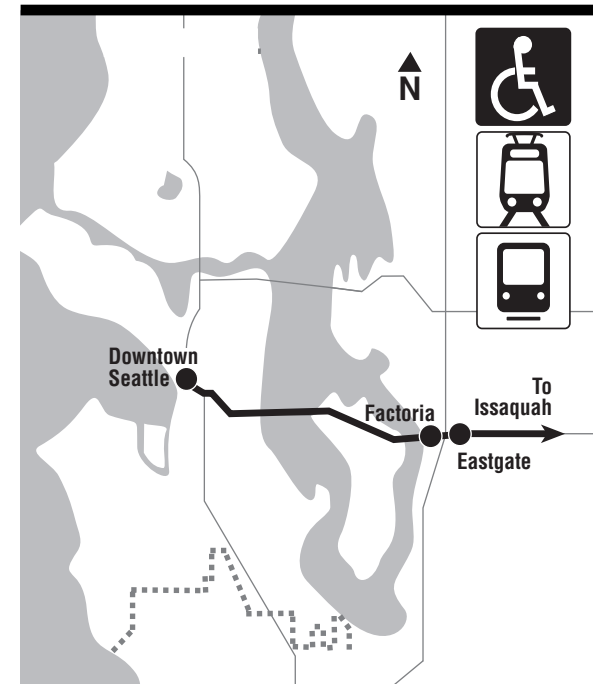 N
Downtown
Seattle
Factoria
To
Issaquah
Eastgate